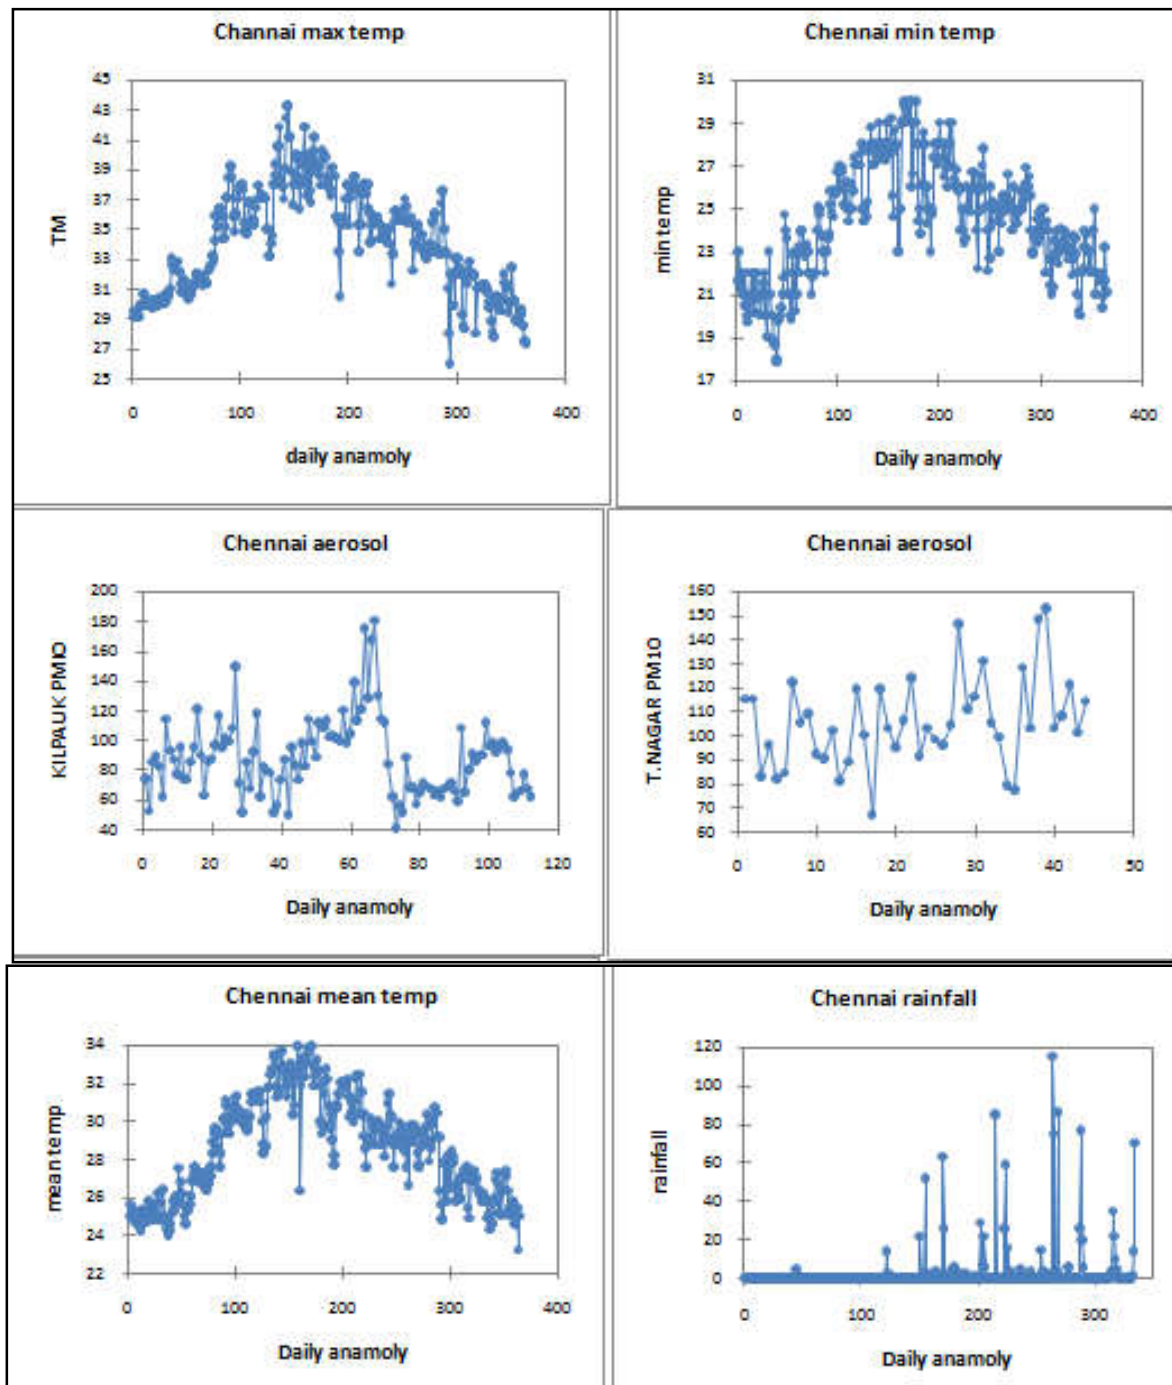 Channai max temp
TM
45
43
41
39
37
35
33
31
29
27
25
0 100 200 300 400
daily anamoly
Chennai min temp
min temp
31
29
27
25
23
21
19
17
0 100 200 300 400
Daily anamoly
Chennai aerosol
KILPAUK PM10
200
180
160
140
120
100
80
60
40
0 20 40 60 80 100 120
Daily anamoly
Chennai aerosol
T.NAGAR PM10
160
150
140
130
120
110
100
90
80
70
60
0 10 20 30 40 50
Daily anamoly
Chennai mean temp
mean temp
34
32
30
28
26
24
22
0 100 200 300 400
Daily anamoly
Chennai rainfall
rainfall
120
100
80
60
40
20
0
0 100 200 300
Daily anamoly